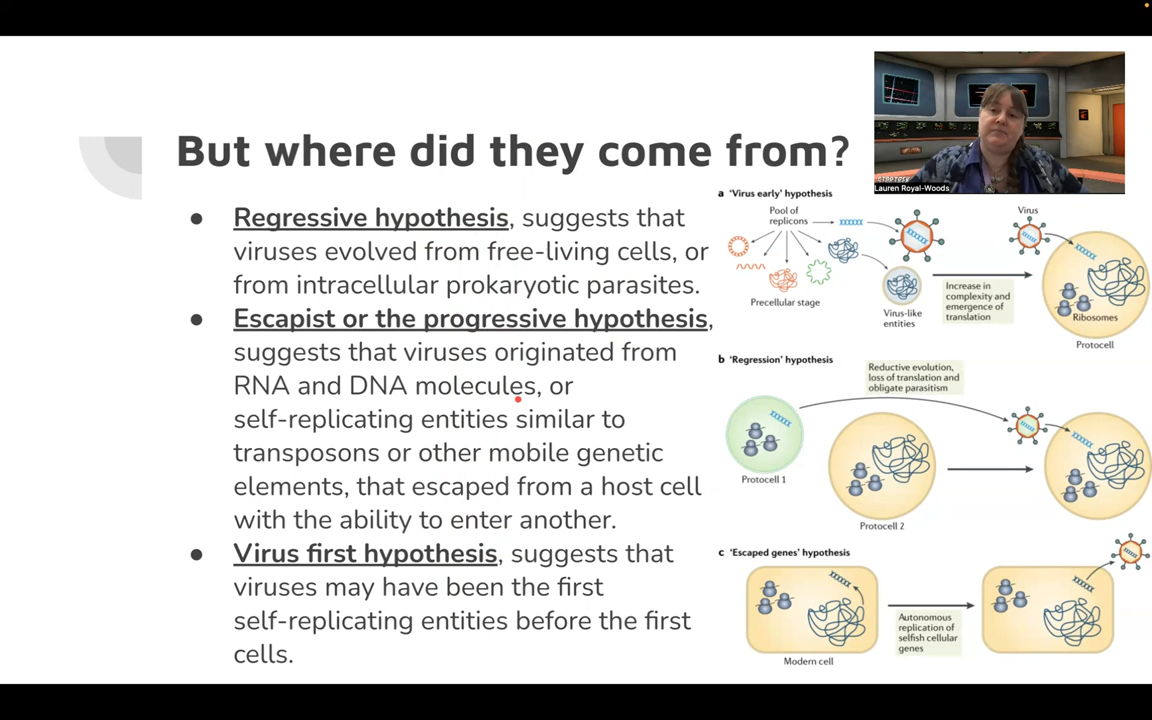 But where did they come from?
Regressive hypothesis, suggests that
viruses evolved from free-living cells, or
from intracellular prokaryotic parasites.
Escapist or the progressive hypothesis,
suggests that viruses originated from
RNA and DNA molecules, or
self-replicating entities similar to
transposons or other mobile genetic
elements, that escaped from a host cell
with the ability to enter another.
Virus first hypothesis, suggests that
viruses may have been the first
self-replicating entities before the first
cells.
Lauren Royal-Woods
a 'Virus early' hypothesis
Pool of
replicons
Precellular stage
Virus-like
entities
Increase in
complexity and
emergence of
translation
Virus
Ribosomes
Protocell
b 'Regression' hypothesis
Reductive evolution,
loss of translation and
obligate parasitism
Protocell 1
Protocell 2
c 'Escaped genes' hypothesis
Modern cell
Autonomous
replication of
selfish cellular
genes